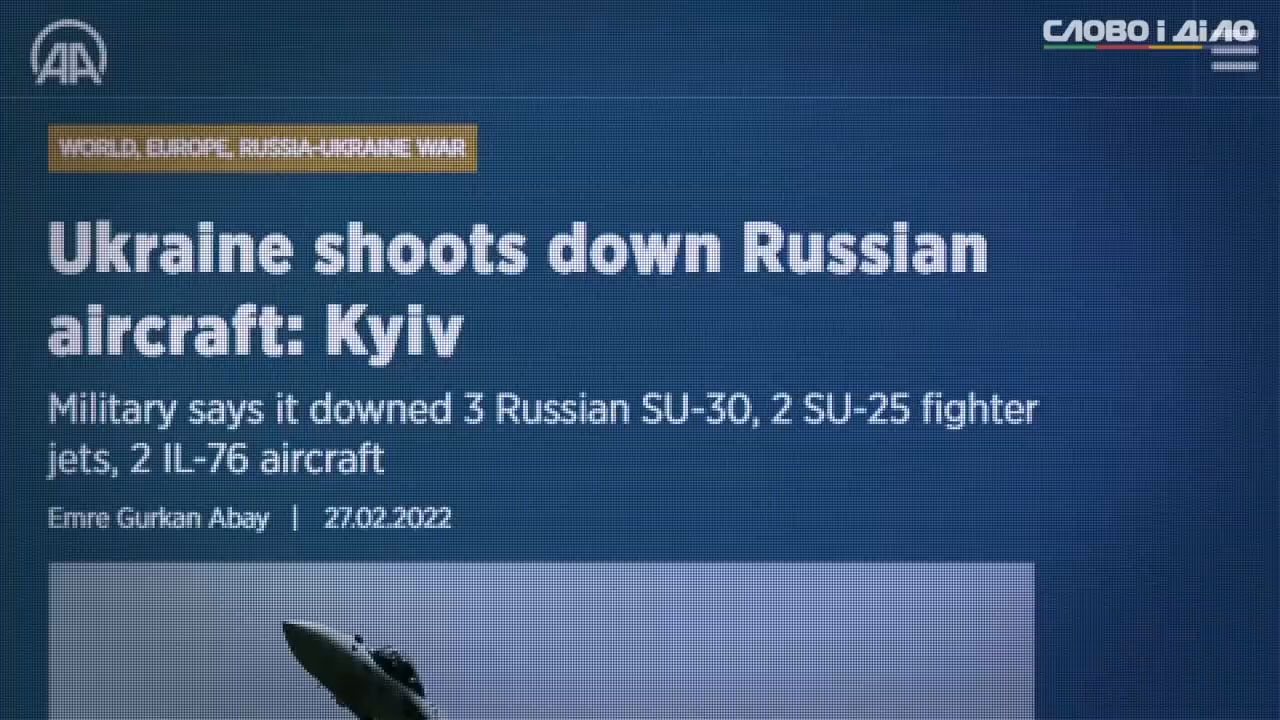 AA
СЛОВО і ДіЛО
WORLD, EUROPE, RUSSIA-UKRAINE WAR
Ukraine shoots down Russian
aircraft: Kyiv
Military says it downed 3 Russian SU-30, 2 SU-25 fighter
jets, 2 IL-76 aircraft
Emre Gurkan Abay | 27.02.2022